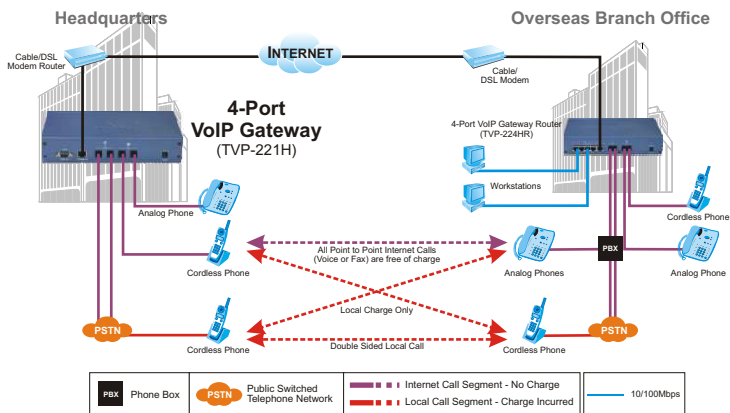 Headquarters
Overseas Branch Office
Cable/DSL
Modem Router
INTERNET
Cable/
DSL Modem
4-Port
VoIP Gateway
(TVP-221H)
4-Port VoIP Gateway Router
(TVP-224HR)
Workstations
Analog Phone
Cordless Phone
All Point to Point Internet Calls
(Voice or Fax) are free of charge
PBX
Cordless Phone
Analog Phones
Analog Phone
Local Charge Only
PSTN
PSTN
Cordless Phone
Double Sided Local Call
Cordless Phone
PBX
Phone Box
PSTN
Public Switched
Telephone Network
Internet Call Segment - No Charge
Local Call Segment - Charge Incurred
10/100Mbps